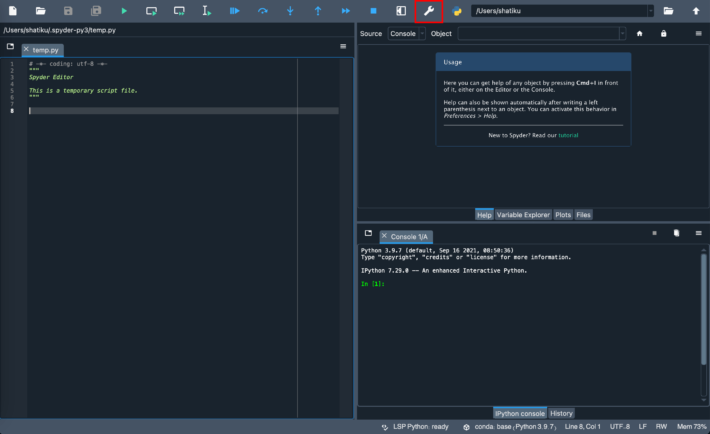 /Users/shatiku
/Users/shatiku/.spyder-py3/temp.py
Source Console Object
temp.py
1 # -*- coding: utf-8 -*-
2 """
3 Spyder Editor
4
5 This is a temporary script file.
6 """
7
8
Usage
Here you can get help of any object by pressing Cmd+I in front
of it, either on the Editor or the Console.
Help can also be shown automatically after writing a left
parenthesis next to an object. You can activate this behavior in
Preferences > Help.
New to Spyder? Read our tutorial
Help Variable Explorer Plots Files
Console 1/A
Python 3.9.7 (default, Sep 16 2021, 08:50:36)
Type "copyright", "credits" or "license" for more information.
IPython 7.29.0 -- An enhanced Interactive Python.
In [1]:
IPython console History
LSP Python: ready conda: base (Python 3.9.7) Line 8, Col 1 UTF-8 LF RW Mem 73%